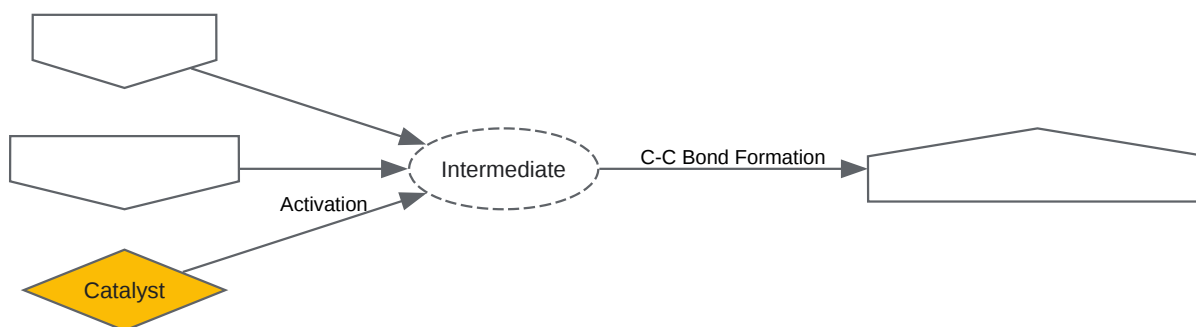 Intermediate
C-C Bond Formation
Activation
Catalyst